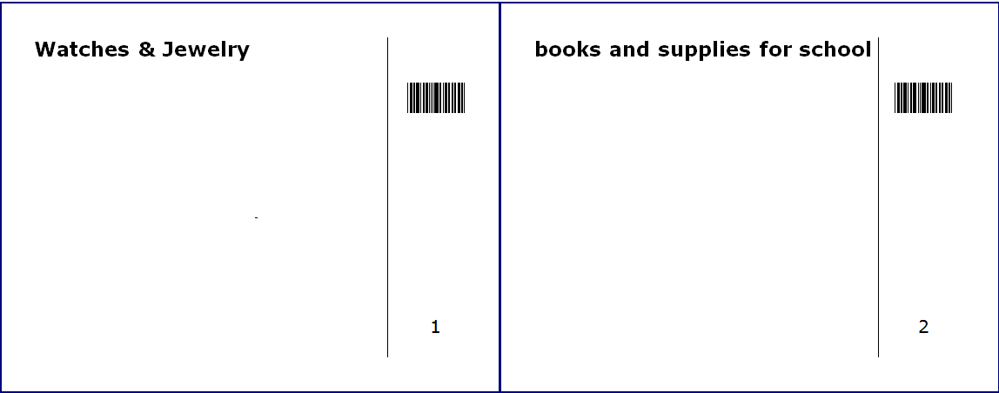 Watches & Jewelry
1
books and supplies for school
2